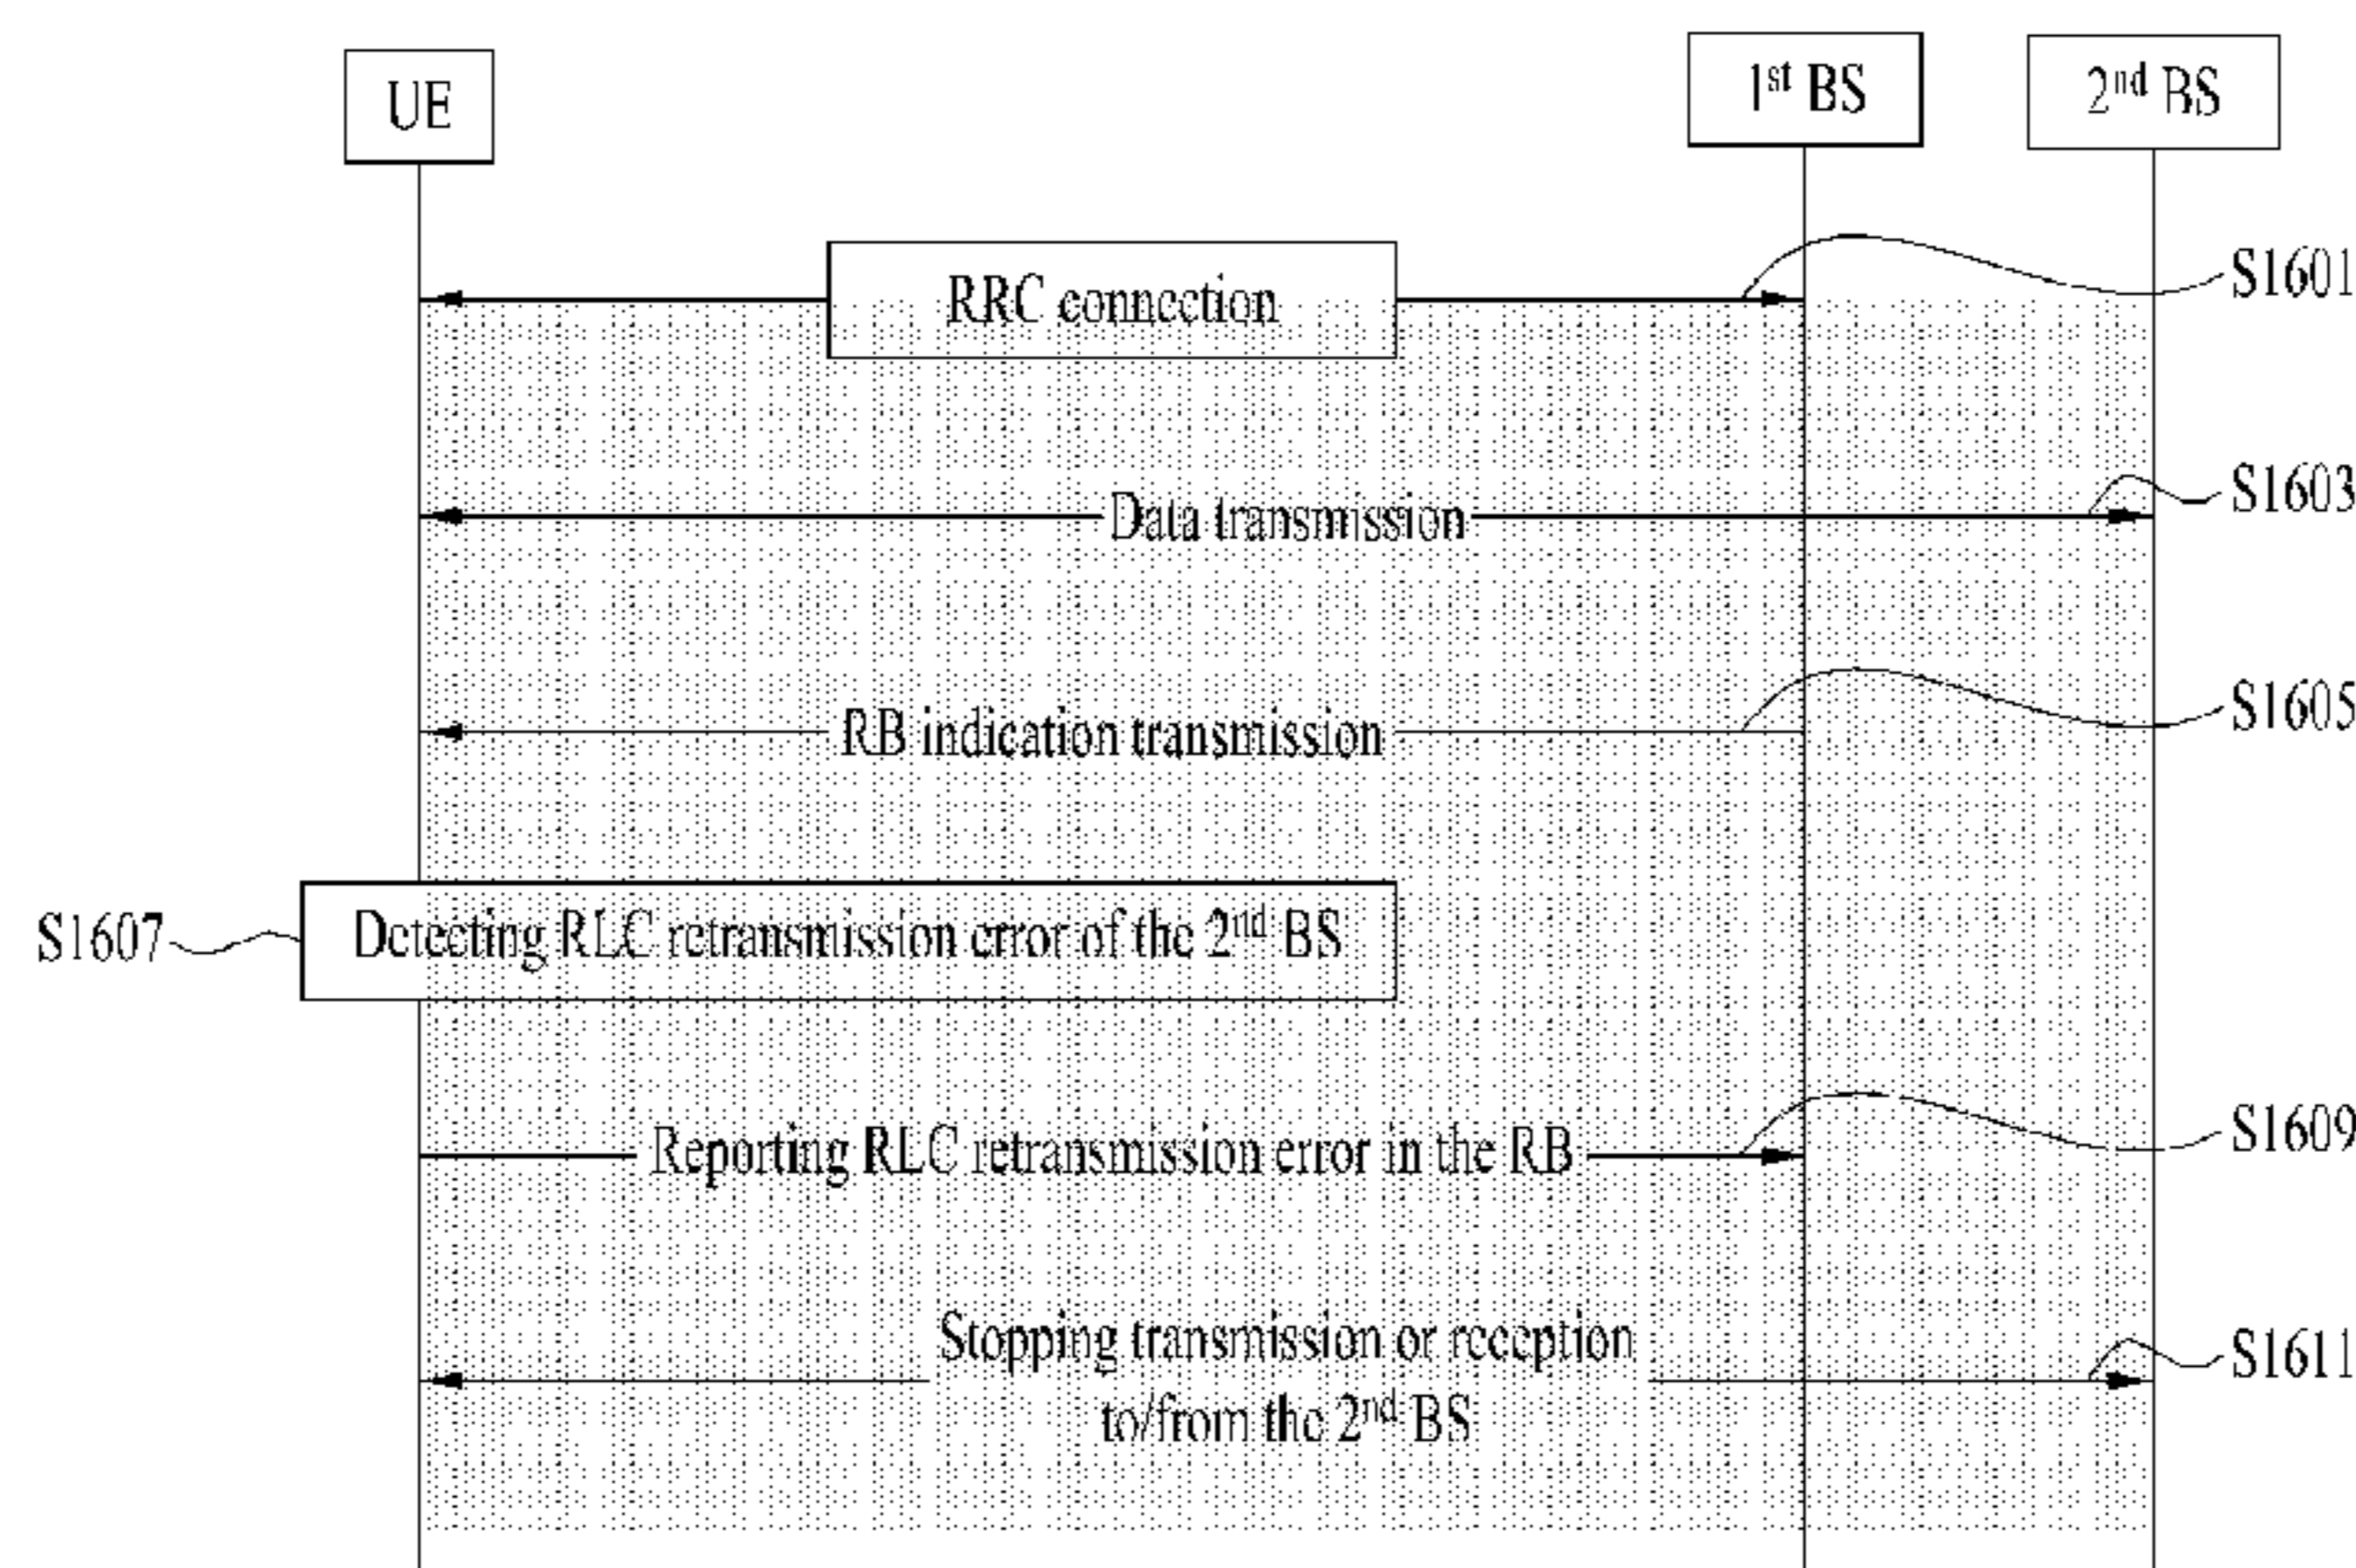 UE
1st BS
2nd BS
RRC connection
S1601
Data transmission
S1603
RB indication transmission
S1605
S1607
Detecting RLC retransmission error of the 2nd BS
Reporting RLC retransmission error in the RB
S1609
Stopping transmission or reception
to/from the 2nd BS
S1611